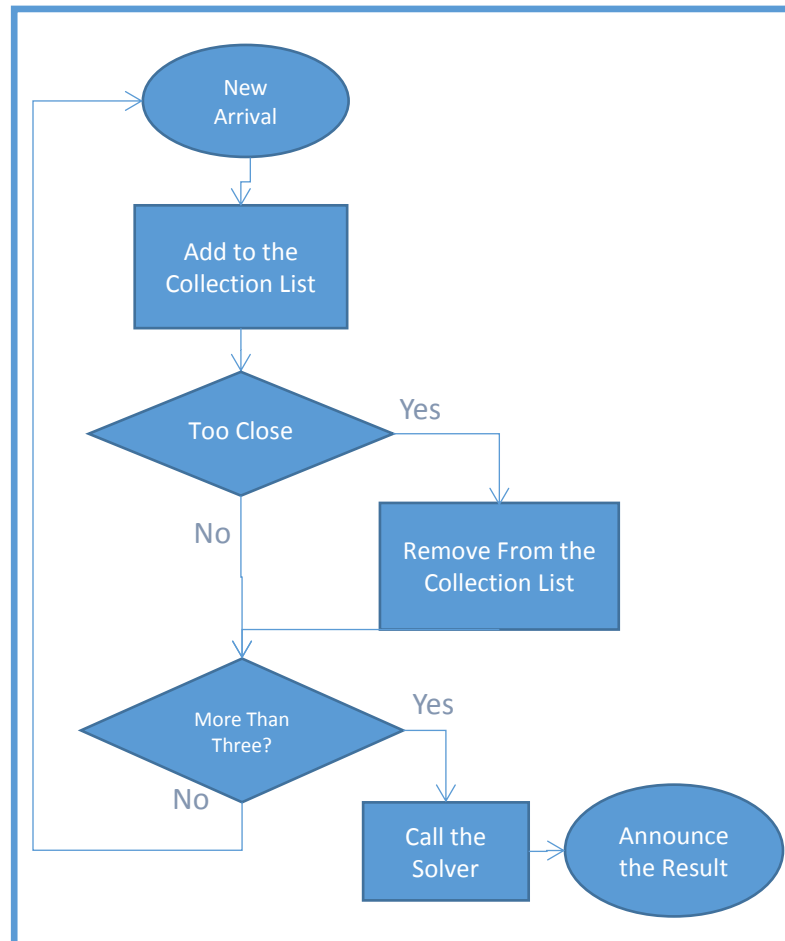 New
Arrival
Add to the
Collection List
Too Close
Yes
No
Remove From the
Collection List
More Than
Three?
Yes
No
Call the
Solver
Announce
the Result